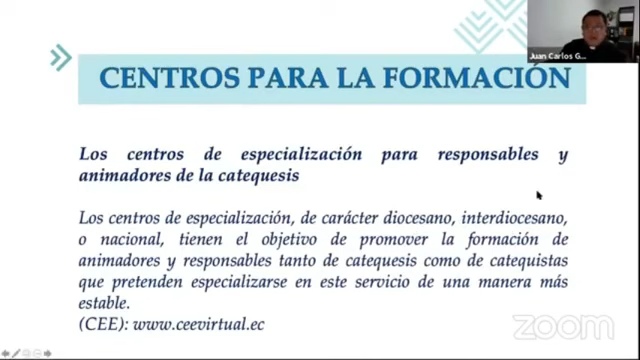 Juan Carlos G...
CENTROS PARA LA FORMACIÓN
Los centros de especialización para responsables y
animadores de la catequesis
Los centros de especialización, de carácter diocesano, interdiocesano,
o nacional, tienen el objetivo de promover la formación de
animadores y responsables tanto de catequesis como de catequistas
que pretenden especializarse en este servicio de una manera más
estable.
(CEE): www.ceevirtual.ec
zoom